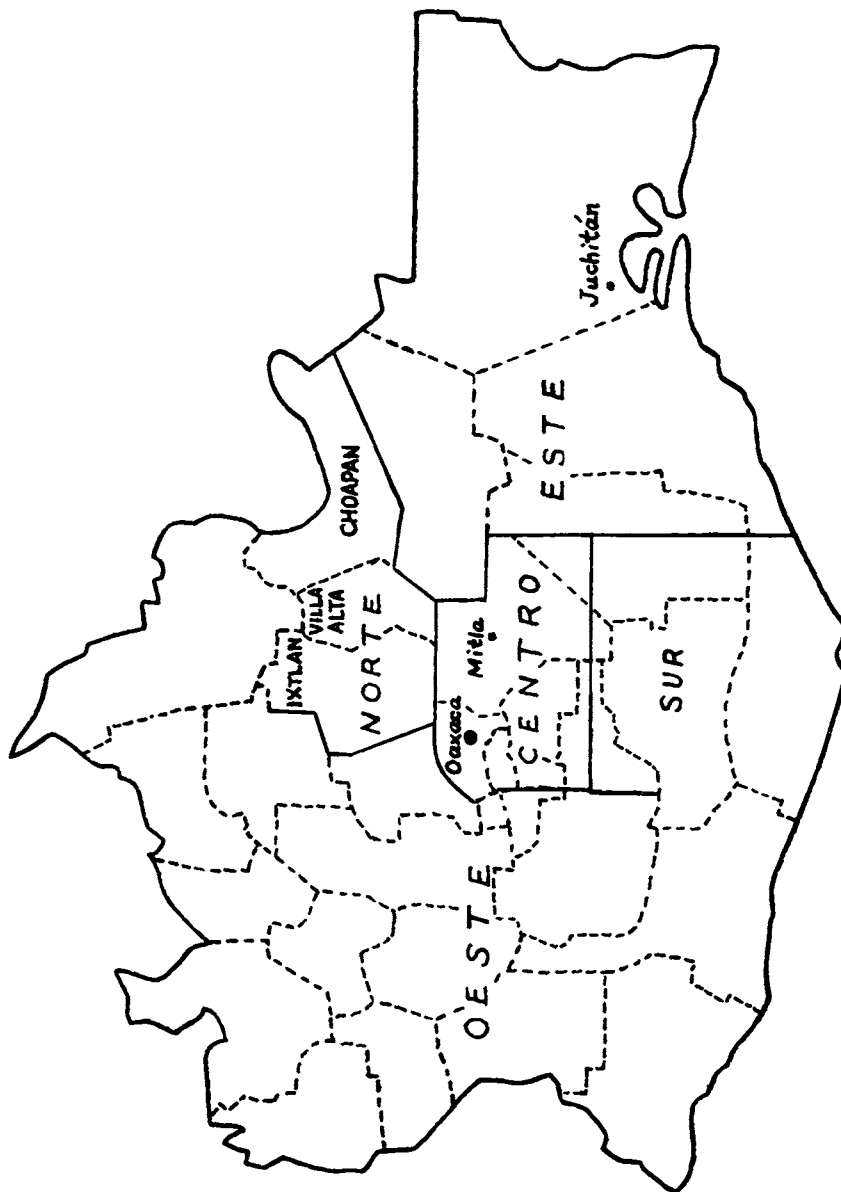 IXTLAN
VILLA
ALTA
CHOAPAN
NORTE
Oaxaca
Mitla
CENTRO
OESTE
SUR
ESTE
Juchitán